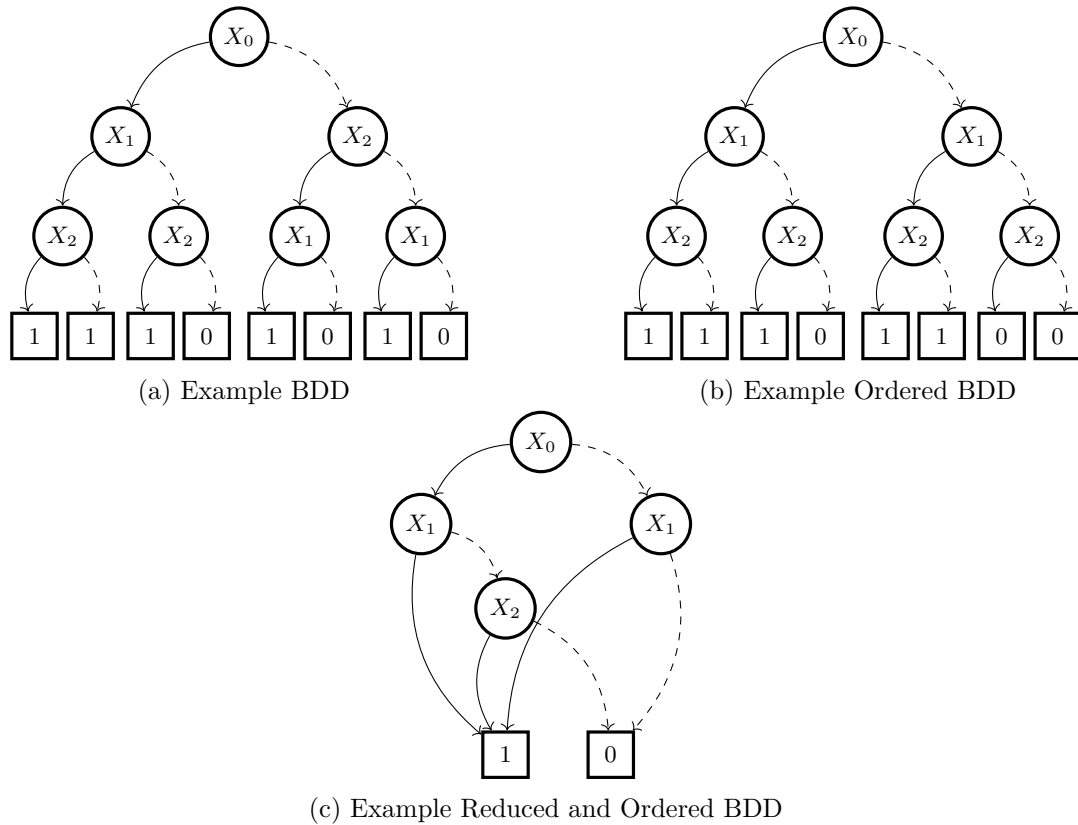 X₀ X₀
X₁ X₂ X₁ X₁
X₂ X₂ X₁ X₁ X₂ X₂ X₂ X₂
1 1 1 0 1 0 1 0 1 1 1 0 1 1 0 0
(a) Example BDD
(b) Example Ordered BDD
X₀
X₁ X₁
X₂
1 0
(c) Example Reduced and Ordered BDD